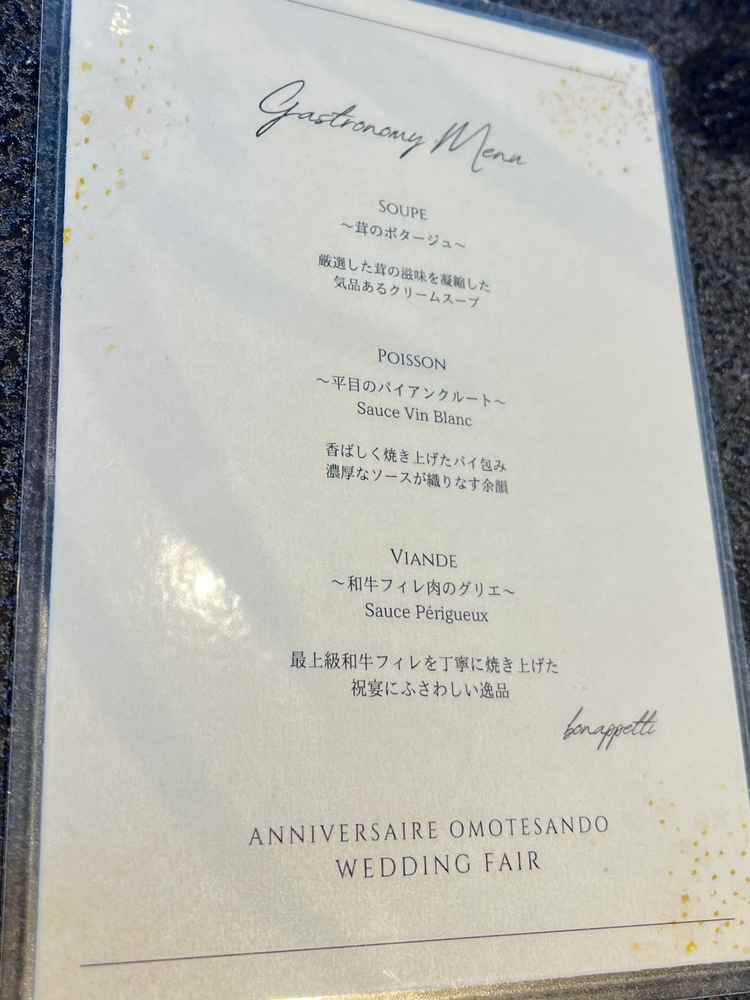 Gastronomy Menu
SOUPE
～茸のポタージュ～
厳選した茸の滋味を凝縮した
気品あるクリームスープ
POISSON
～平目のパイアンクルート～
Sauce Vin Blanc
香ばしく焼き上げたパイ包み
濃厚なソースが織りなす余韻
VIANDE
～和牛フィレ肉のグリエ～
Sauce Périgueux
最上級和牛フィレを丁寧に焼き上げた
祝宴にふさわしい逸品
bonappetti
ANNIVERSAIRE OMOTESANDO
WEDDING FAIR